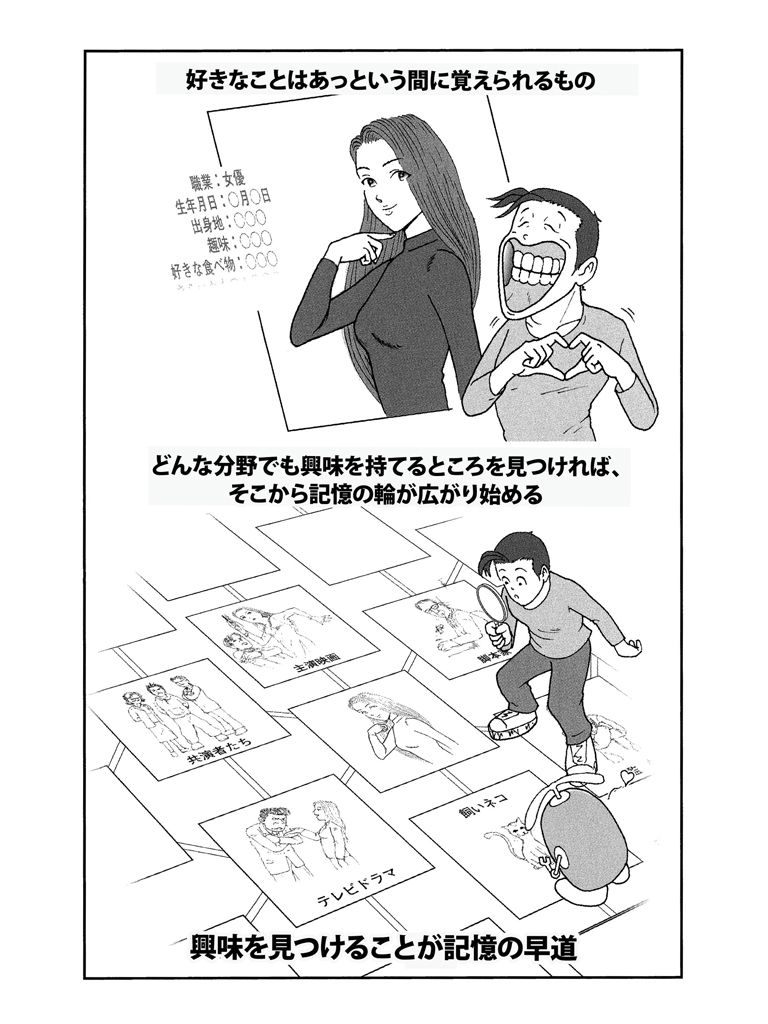 好きなことはあっという間に覚えられるもの
職業：女優
生年月日：○月○日
出身地：○○○
趣味：○○○
好きな食べ物：○○○
どんな分野でも興味を持てるところを見つければ、
そこから記憶の輪が広がり始める
主演映画
脚本家
共演者たち
飼いネコ
テレビドラマ
興味を見つけることが記憶の早道